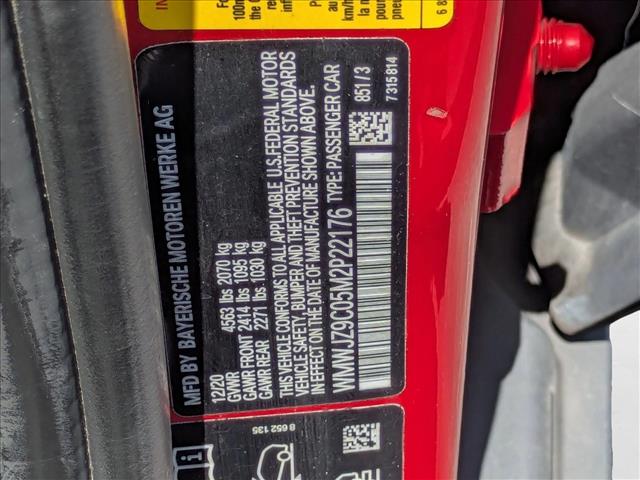 MFD BY BAYERISCHE MOTOREN WERKE AG
12/20
GVWR 4563 lbs 2070 kg
GAWR FRONT 2414 lbs 1095 kg
GAWR REAR 2271 lbs 1030 kg
THIS VEHICLE CONFORMS TO ALL APPLICABLE U.S.FEDERAL MOTOR
VEHICLE SAFETY, BUMPER AND THEFT PREVENTION STANDARDS
IN EFFECT ON THE DATE OF MANUFACTURE SHOWN ABOVE.
WMWJZ9C05M2P22176 TYPE: PASSENGER CAR
851/3
7315814
8 652 135
i